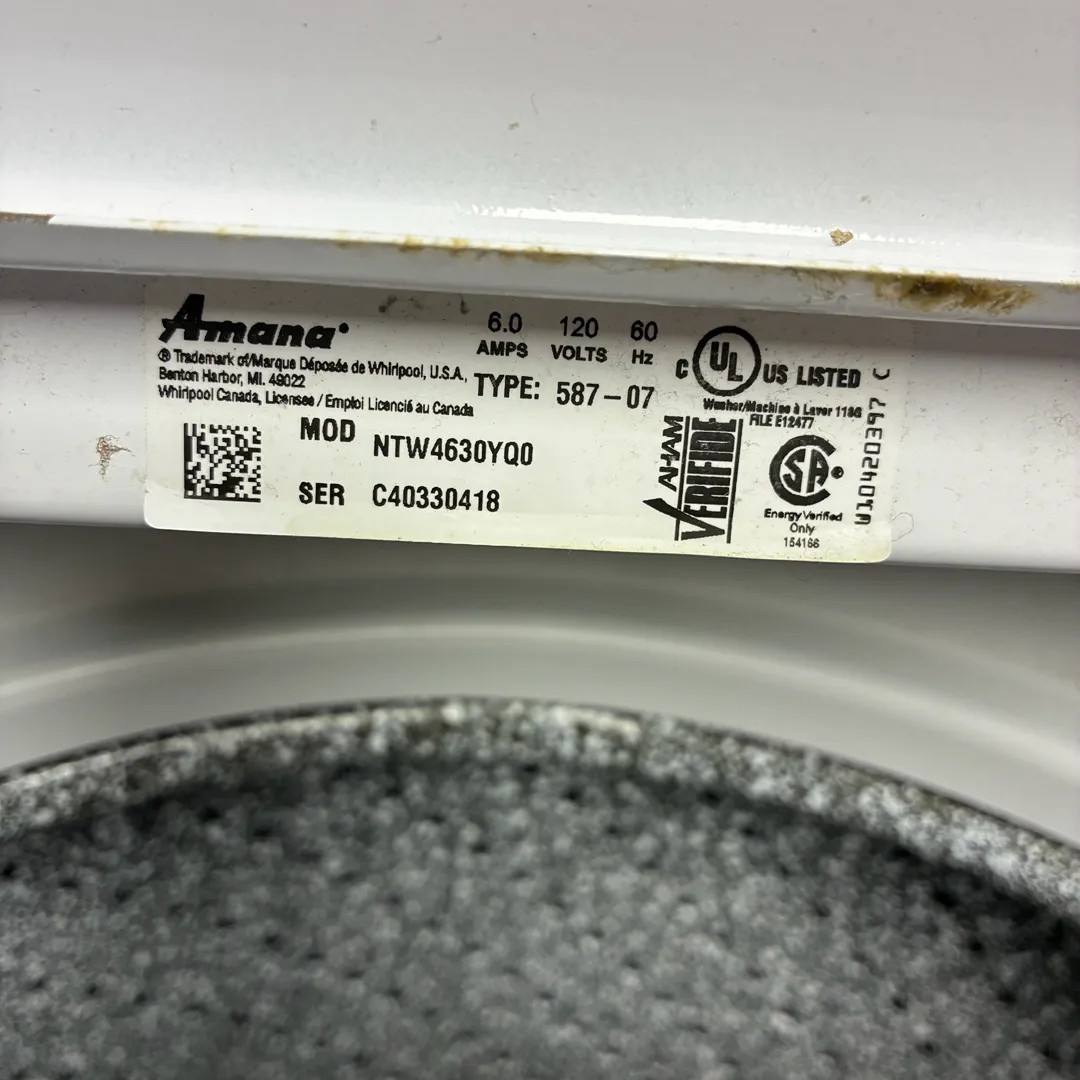 Amana®
® Trademark of/Marque Déposée de Whirlpool, U.S.A.,
Benton Harbor, MI. 49022
Whirlpool Canada, Licensee / Emploi Licencié au Canada
6.0 120 60
AMPS VOLTS Hz
TYPE: 587-07
MOD NTW4630YQ0
SER C40330418
C UL US LISTED
Washer/Machine à Laver 118G
FILE E12477
AHAM
VERIFIDE
SA
Energy Verified
Only
154166
W10420397 C